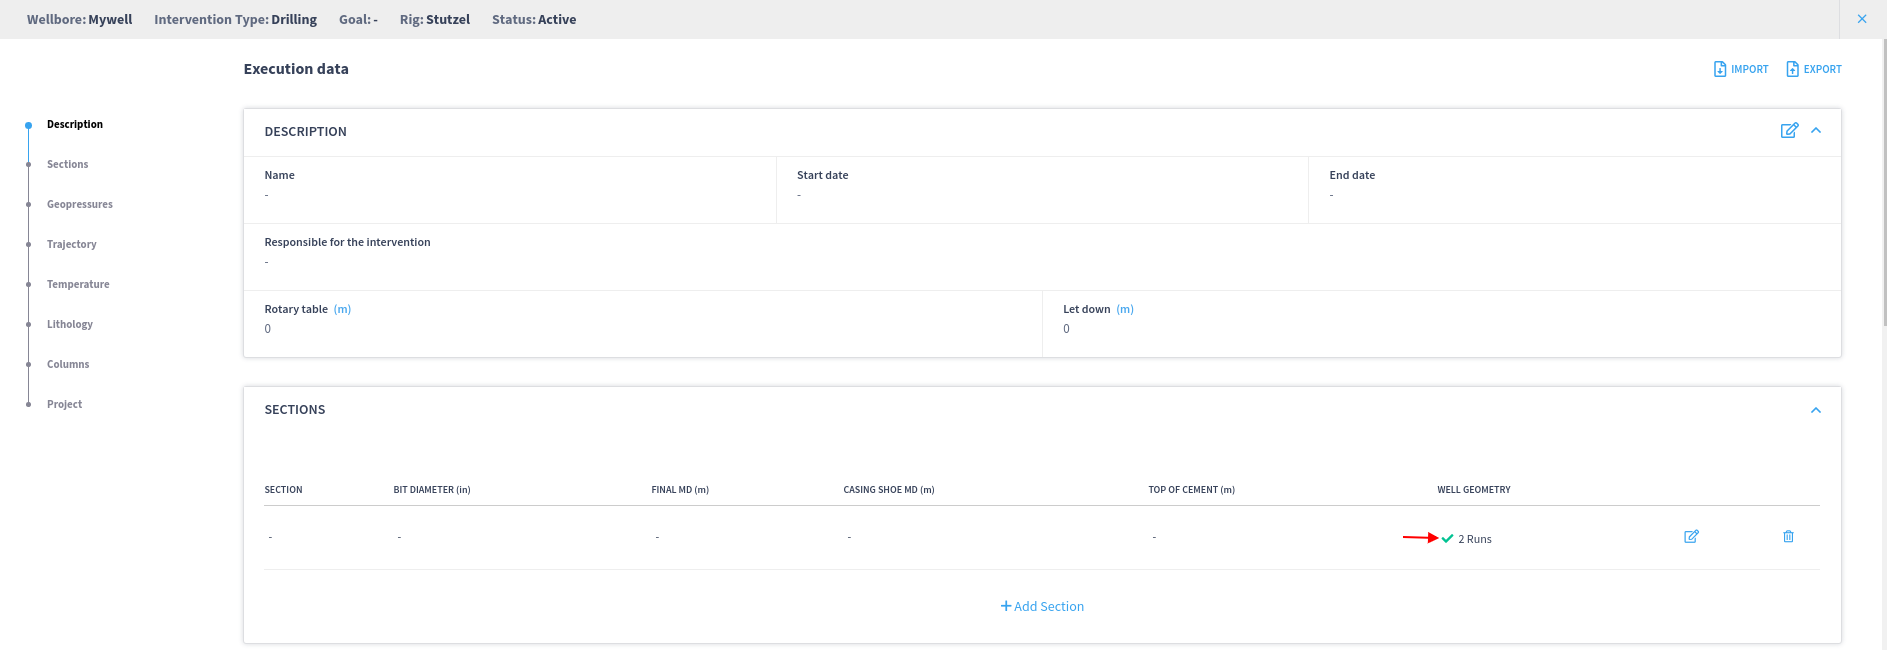 Wellbore: Mywell Intervention Type: Drilling Goal: - Rig: Stutzel Status: Active
Execution data
IMPORT EXPORT
Description
Sections
Geopressures
Trajectory
Temperature
Lithology
Columns
Project
DESCRIPTION
Name Start date End date
- - -
Responsible for the intervention
-
Rotary table (m) Let down (m)
0 0
SECTIONS
SECTION BIT DIAMETER (in) FINAL MD (m) CASING SHOE MD (m) TOP OF CEMENT (m) WELL GEOMETRY
- - - - - 2 Runs
+ Add Section